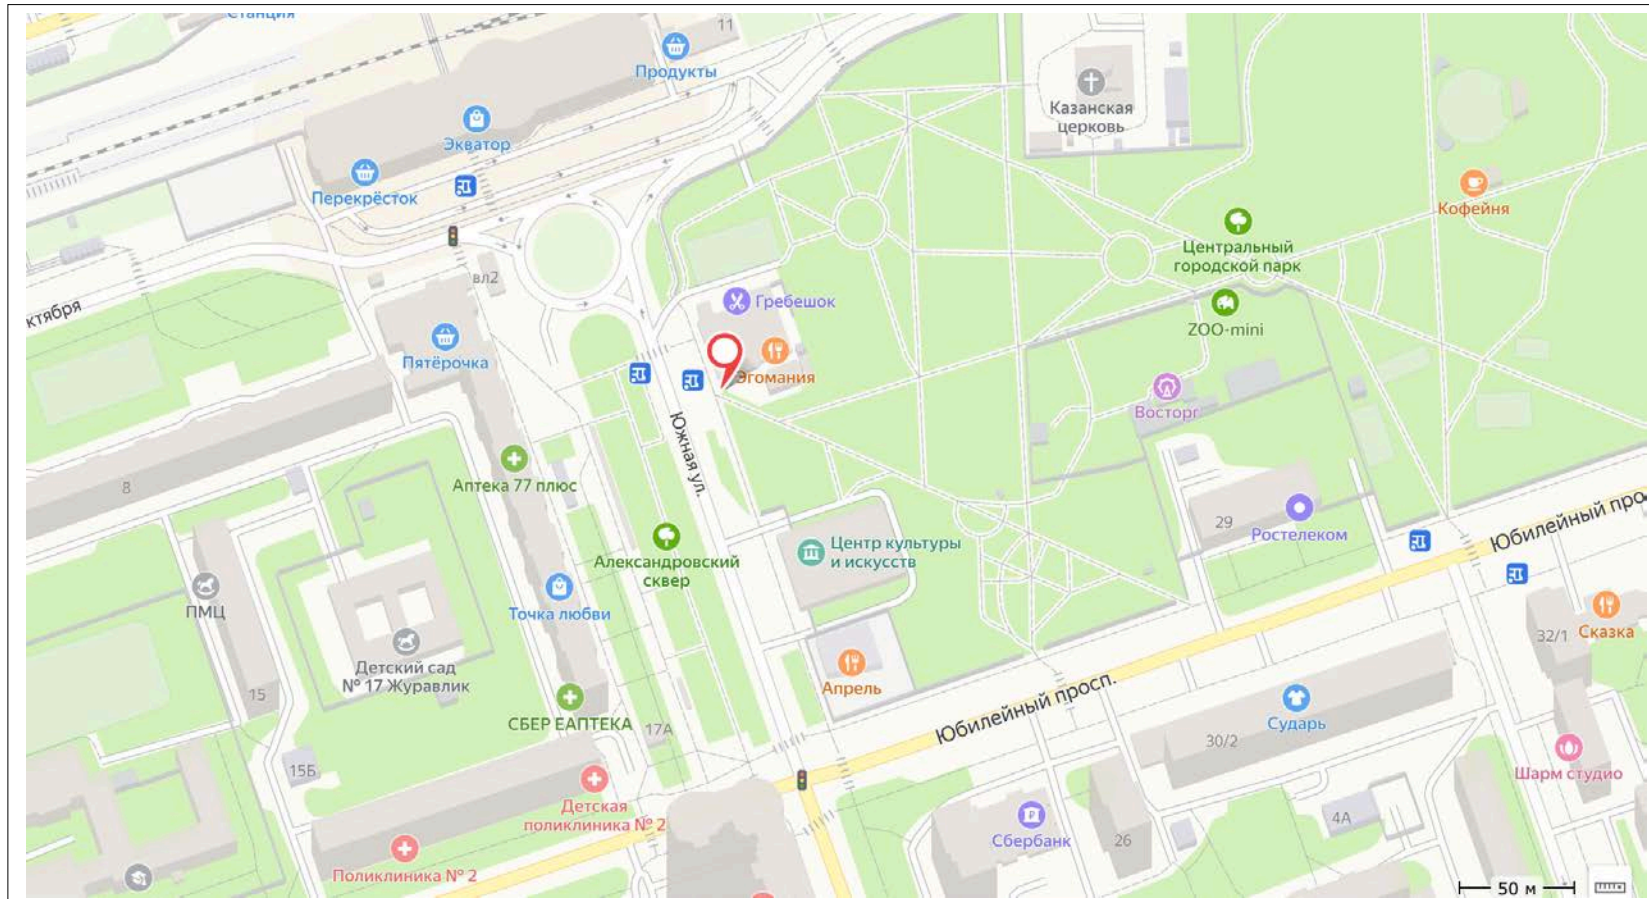 Станция
11
Продукты
Казанская
церковь
Экватор
Перекрёсток
Кофейня
Центральный
городской парк
вл2
ктября
Гребешок
ZOO-mini
Пятёрочка
Эгомания
Восторг
Южная ул.
Аптека 77 плюс
8
29
Ростелеком
Юбилейный про
Александровский
сквер
Центр культуры
и искусств
ПМЦ
Точка любви
32/1
Сказка
Детский сад
№ 17 Журавлик
15
Апрель
СБЕР ЕАПТЕКА
17А
Юбилейный просп.
Сударь
30/2
15Б
Шарм студио
Детская
поликлиника № 2
4А
Сбербанк
26
Поликлиника № 2
50 м